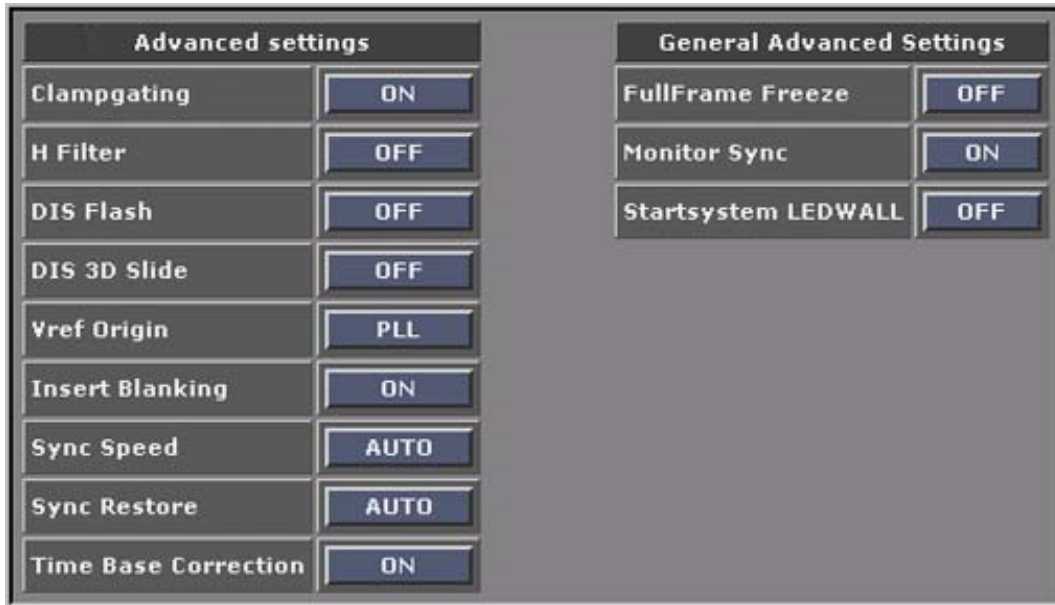 Advanced settings
Clampgating ON
H Filter OFF
DIS Flash OFF
DIS 3D Slide OFF
Vref Origin PLL
Insert Blanking ON
Sync Speed AUTO
Sync Restore AUTO
Time Base Correction ON
General Advanced Settings
FullFrame Freeze OFF
Monitor Sync ON
Startsystem LEDWALL OFF